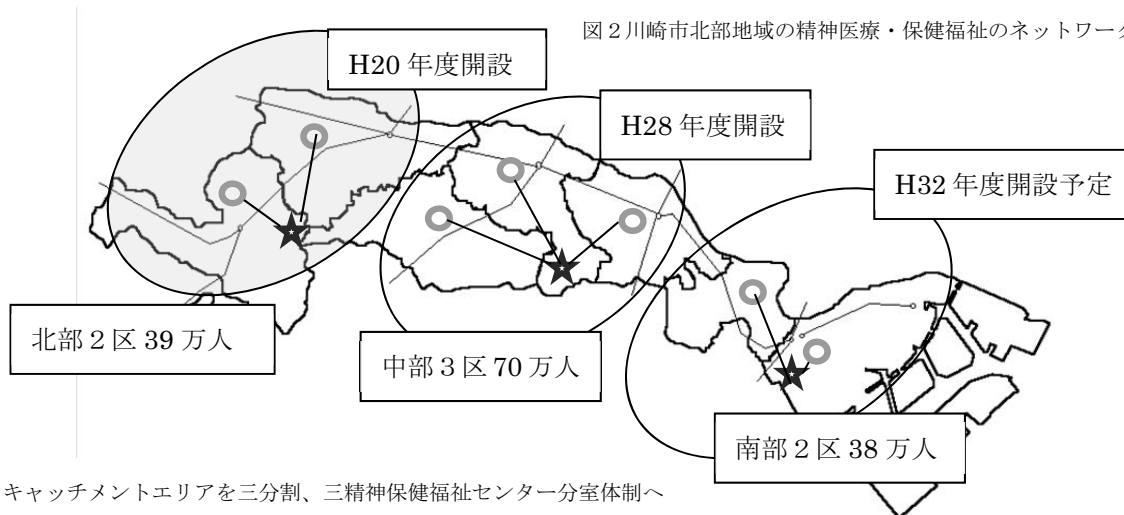 図２川崎市北部地域の精神医療・保健福祉のネットワーク
H20 年度開設
H28 年度開設
H32 年度開設予定
北部２区 39 万人
中部３区 70 万人
南部２区 38 万人
キャッチメントエリアを三分割、三精神保健福祉センター分室体制へ